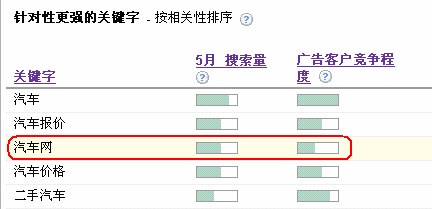 针对性更强的关键字 - 按相关性排序 ?
关键字 5月 搜索量 ? 广告客户竞争程度 ?
汽车
汽车报价
汽车网
汽车价格
二手汽车